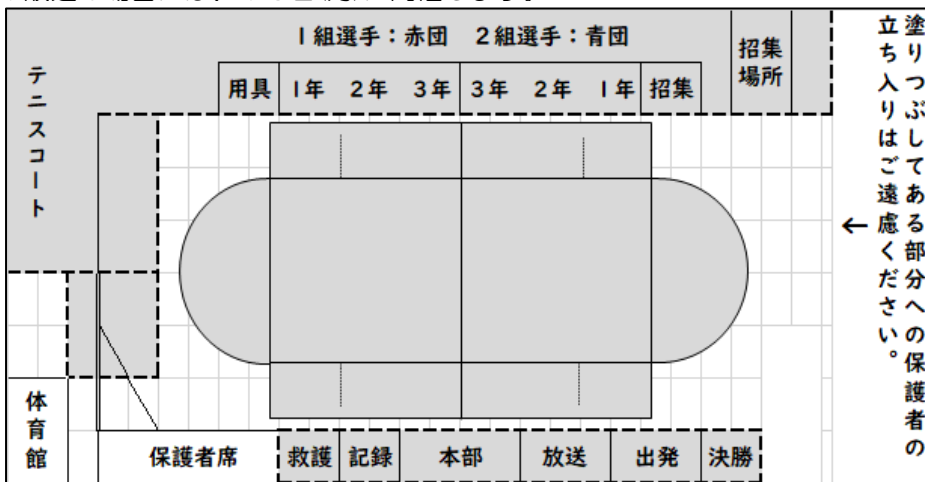 1組選手：赤団　2組選手：青団
招集
場所
用具
1年
2年
3年
3年
2年
1年
招集
テニスコート
体育館
保護者席
救護
記録
本部
放送
出発
決勝
塗りつぶしてある部分への保護者の
立ち入りはご遠慮ください。
←